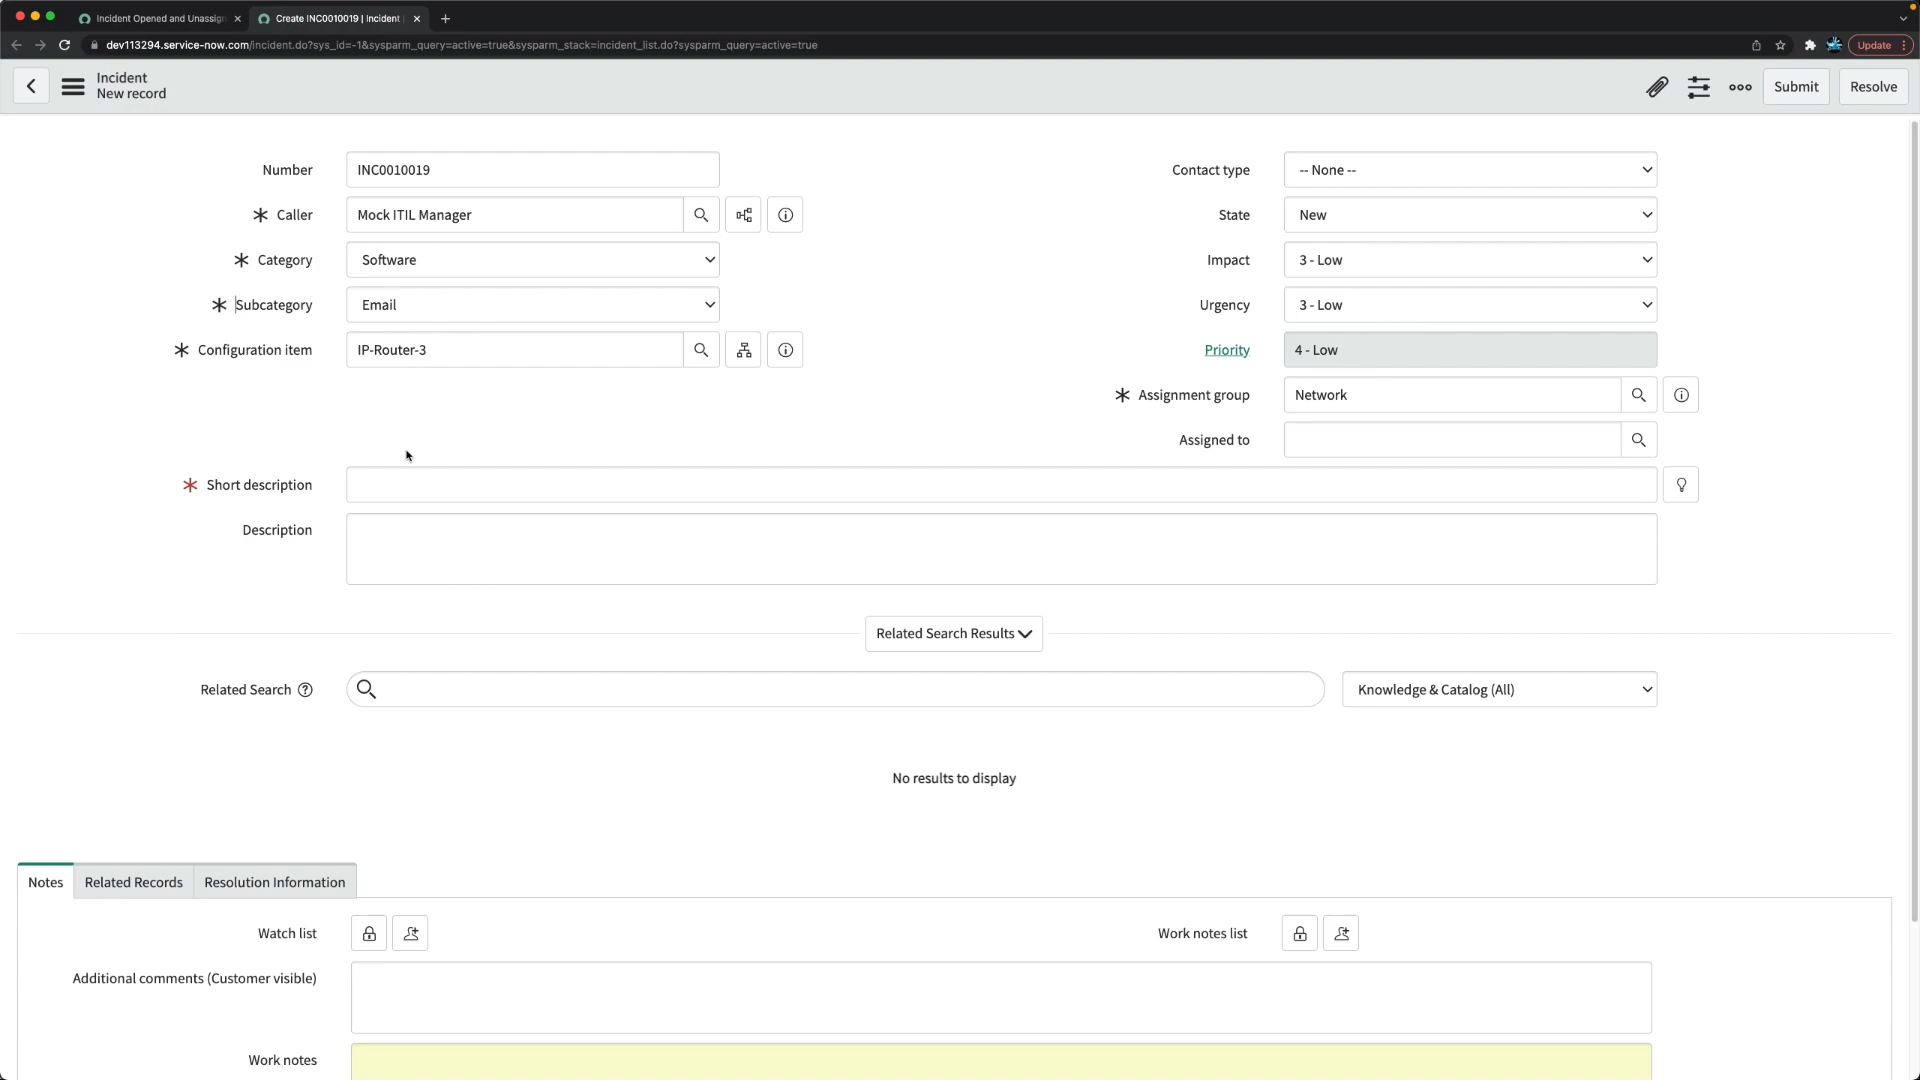 Incident Opened and Unassign
Create INC0010019 | Incident
dev113294.service-now.com/incident.do?sys_id=-1&sysparm_query=active=true&sysparm_stack=incident_list.do?sysparm_query=active=true
Update
Incident
New record
Submit
Resolve
Number
INC0010019
Contact type
-- None --
Caller
Mock ITIL Manager
State
New
Category
Software
Impact
3 - Low
Subcategory
Email
Urgency
3 - Low
Configuration item
IP-Router-3
Priority
4 - Low
Assignment group
Network
Assigned to
Short description
Description
Related Search Results
Related Search
Knowledge & Catalog (All)
No results to display
Notes
Related Records
Resolution Information
Watch list
Work notes list
Additional comments (Customer visible)
Work notes